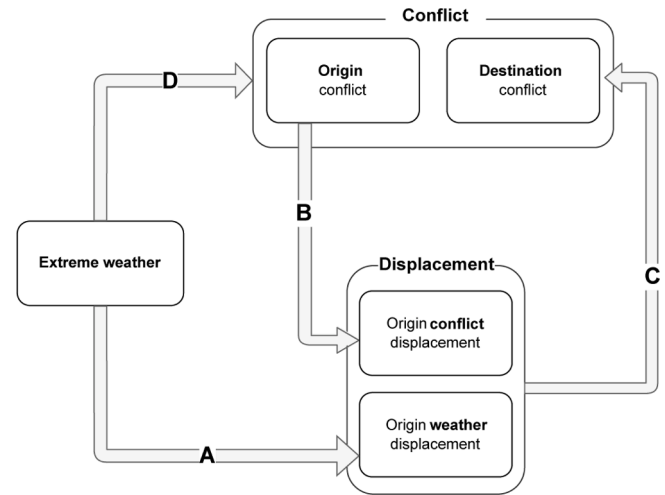 Conflict
Origin
conflict
Destination
conflict
D
B
Extreme weather
Displacement
C
Origin conflict
displacement
Origin weather
displacement
A